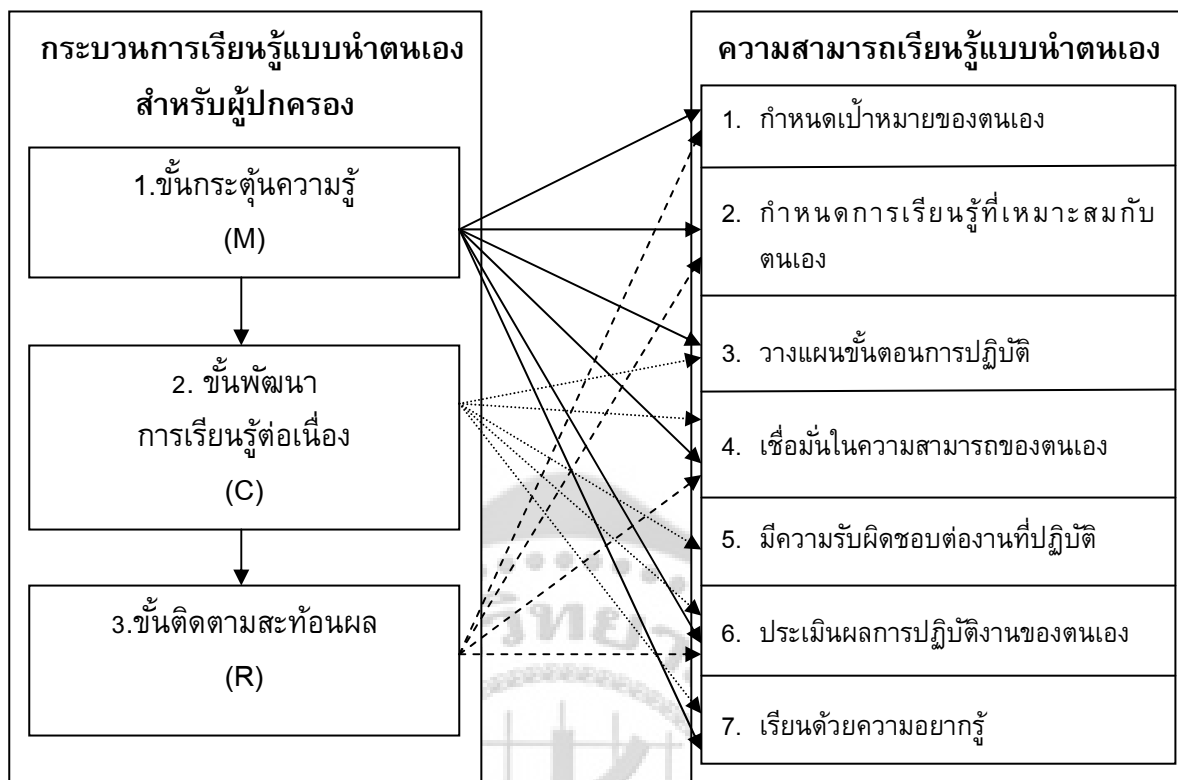 กระบวนการเรียนรู้แบบนำตนเอง
สำหรับผู้ปกครอง
1.ขั้นกระตุ้นความรู้
(M)
2. ขั้นพัฒนา
การเรียนรู้ต่อเนื่อง
(C)
3.ขั้นติดตามสะท้อนผล
(R)
ความสามารถเรียนรู้แบบนำตนเอง
1. กำหนดเป้าหมายของตนเอง
2. กำหนดการเรียนรู้ที่เหมาะสมกับ
ตนเอง
3. วางแผนขั้นตอนการปฏิบัติ
4. เชื่อมั่นในความสามารถของตนเอง
5. มีความรับผิดชอบต่องานที่ปฏิบัติ
6. ประเมินผลการปฏิบัติงานของตนเอง
7. เรียนด้วยความอยากรู้